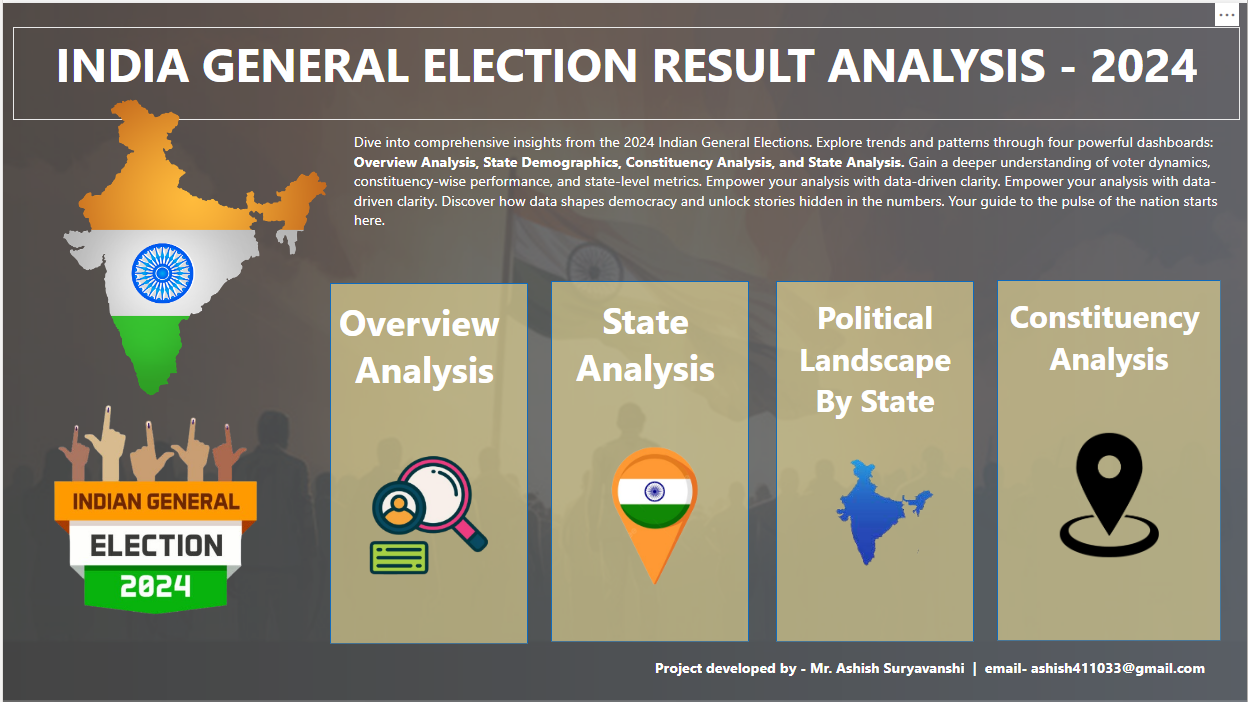 INDIA GENERAL ELECTION RESULT ANALYSIS - 2024
Dive into comprehensive insights from the 2024 Indian General Elections. Explore trends and patterns through four powerful dashboards:
Overview Analysis, State Demographics, Constituency Analysis, and State Analysis. Gain a deeper understanding of voter dynamics,
constituency-wise performance, and state-level metrics. Empower your analysis with data-driven clarity. Empower your analysis with data-
driven clarity. Discover how data shapes democracy and unlock stories hidden in the numbers. Your guide to the pulse of the nation starts
here.
Overview
Analysis
State
Analysis
Political
Landscape
By State
Constituency
Analysis
INDIAN GENERAL
ELECTION
2024
Project developed by - Mr. Ashish Suryavanshi | email- ashish411033@gmail.com